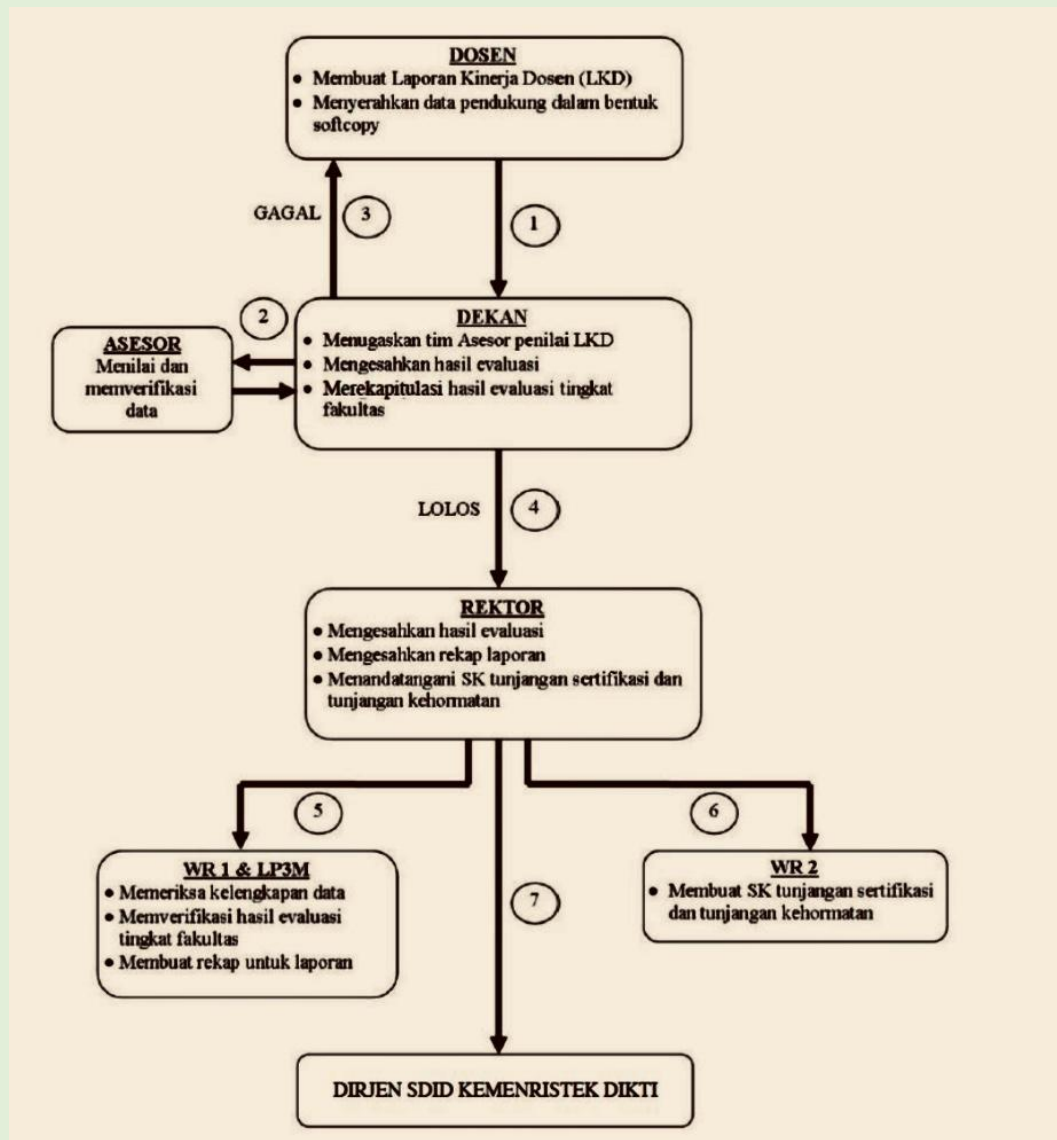 DOSEN
• Membuat Laporan Kinerja Dosen (LKD)
• Menyerahkan data pendukung dalam bentuk
softcopy
GAGAL
3
1
2
ASESOR
Menilai dan
memverifikasi
data
DEKAN
• Menugaskan tim Asesor penilai LKD
• Mengesahkan hasil evaluasi
• Merekapitulasi hasil evaluasi tingkat
fakultas
LOLOS
4
REKTOR
• Mengesahkan hasil evaluasi
• Mengesahkan rekap laporan
• Menandatangani SK tunjangan sertifikasi dan
tunjangan kehormatan
5
6
WR 1 & LP3M
• Memeriksa kelengkapan data
• Memverifikasi hasil evaluasi
tingkat fakultas
• Membuat rekap untuk laporan
7
WR 2
• Membuat SK tunjangan sertifikasi
dan tunjangan kehormatan
DIRJEN SDID KEMENRISTEK DIKTI